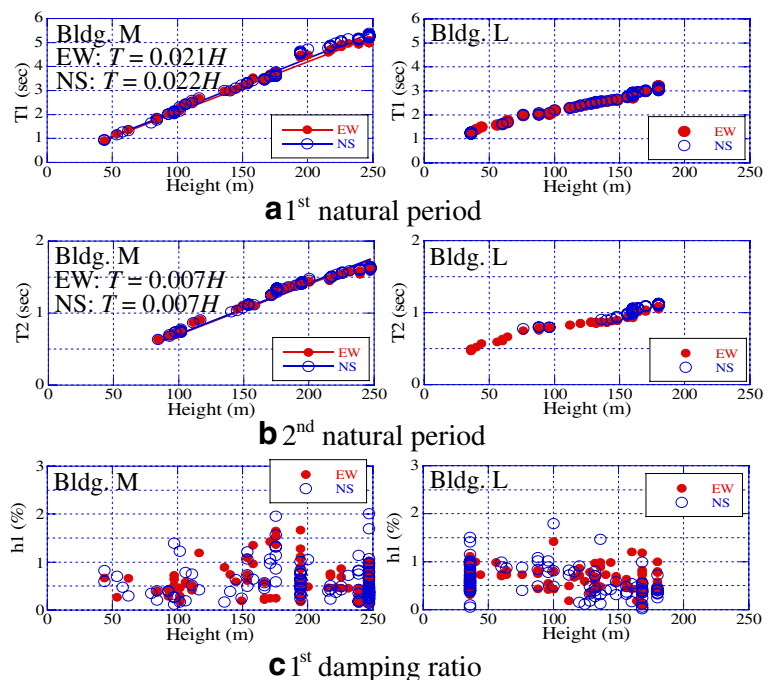 Bldg. M
EW: T = 0.021H
NS: T = 0.022H
T1 (sec)
6
5
4
3
2
1
0
0 50 100 150 200 250
Height (m)
EW
NS
Bldg. L
T1 (sec)
6
5
4
3
2
1
0
0 50 100 150 200 250
Height (m)
EW
NS
a 1st natural period
Bldg. M
EW: T = 0.007H
NS: T = 0.007H
T2 (sec)
2
1
0
0 50 100 150 200 250
Height (m)
EW
NS
Bldg. L
T2 (sec)
2
1
0
0 50 100 150 200 250
Height (m)
EW
NS
b 2nd natural period
Bldg. M
h1 (%)
3
2
1
0
0 50 100 150 200 250
Height (m)
EW
NS
Bldg. L
h1 (%)
3
2
1
0
0 50 100 150 200 250
Height (m)
EW
NS
c 1st damping ratio